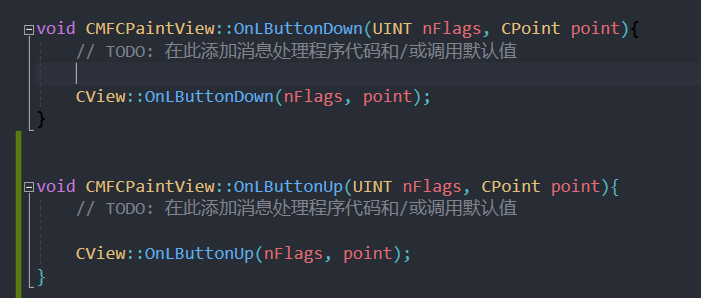 void CMFCPaintView::OnLButtonDown(UINT nFlags, CPoint point){
// TODO: 在此添加消息处理程序代码和/或调用默认值
CView::OnLButtonDown(nFlags, point);
}
void CMFCPaintView::OnLButtonUp(UINT nFlags, CPoint point){
// TODO: 在此添加消息处理程序代码和/或调用默认值
CView::OnLButtonUp(nFlags, point);
}